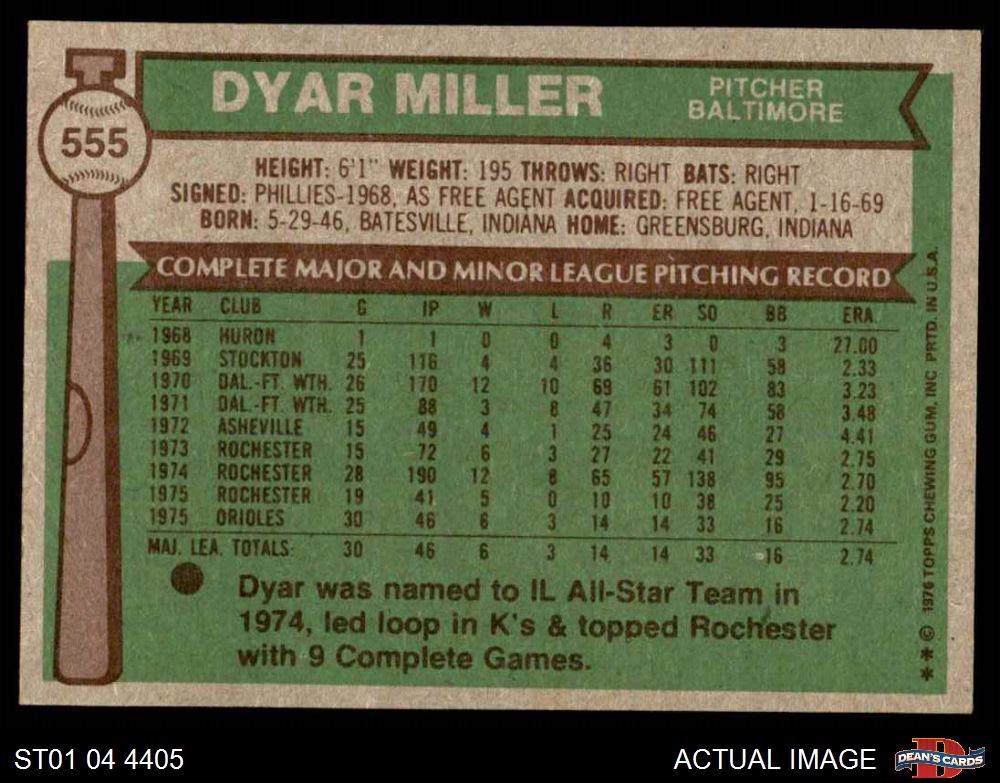 555
DYAR MILLER
PITCHER
BALTIMORE
HEIGHT: 6'1" WEIGHT: 195 THROWS: RIGHT BATS: RIGHT
SIGNED: PHILLIES-1968, AS FREE AGENT ACQUIRED: FREE AGENT, 1-16-69
BORN: 5-29-46, BATESVILLE, INDIANA HOME: GREENSBURG, INDIANA
COMPLETE MAJOR AND MINOR LEAGUE PITCHING RECORD
YEAR CLUB G IP W L R ER SO BB ERA
1968 HURON 1 1 0 0 4 3 0 3 27.00
1969 STOCKTON 25 116 4 4 36 30 111 58 2.33
1970 DAL.-FT. WTH. 26 170 12 10 69 61 102 83 3.23
1971 DAL.-FT. WTH. 25 88 3 8 47 34 74 58 3.48
1972 ASHEVILLE 15 49 4 1 25 24 46 27 4.41
1973 ROCHESTER 15 72 6 3 27 22 41 29 2.75
1974 ROCHESTER 28 190 12 8 65 57 138 95 2.70
1975 ROCHESTER 19 41 5 0 10 10 38 25 2.20
1975 ORIOLES 30 46 6 3 14 14 33 16 2.74
MAJ. LEA. TOTALS: 30 46 6 3 14 14 33 16 2.74
Dyar was named to IL All-Star Team in
1974, led loop in K's & topped Rochester
with 9 Complete Games.
**© 1976 TOPPS CHEWING GUM, INC PRTD. IN U.S.A.
ST01 04 4405
ACTUAL IMAGE
D
DEAN'S CARDS